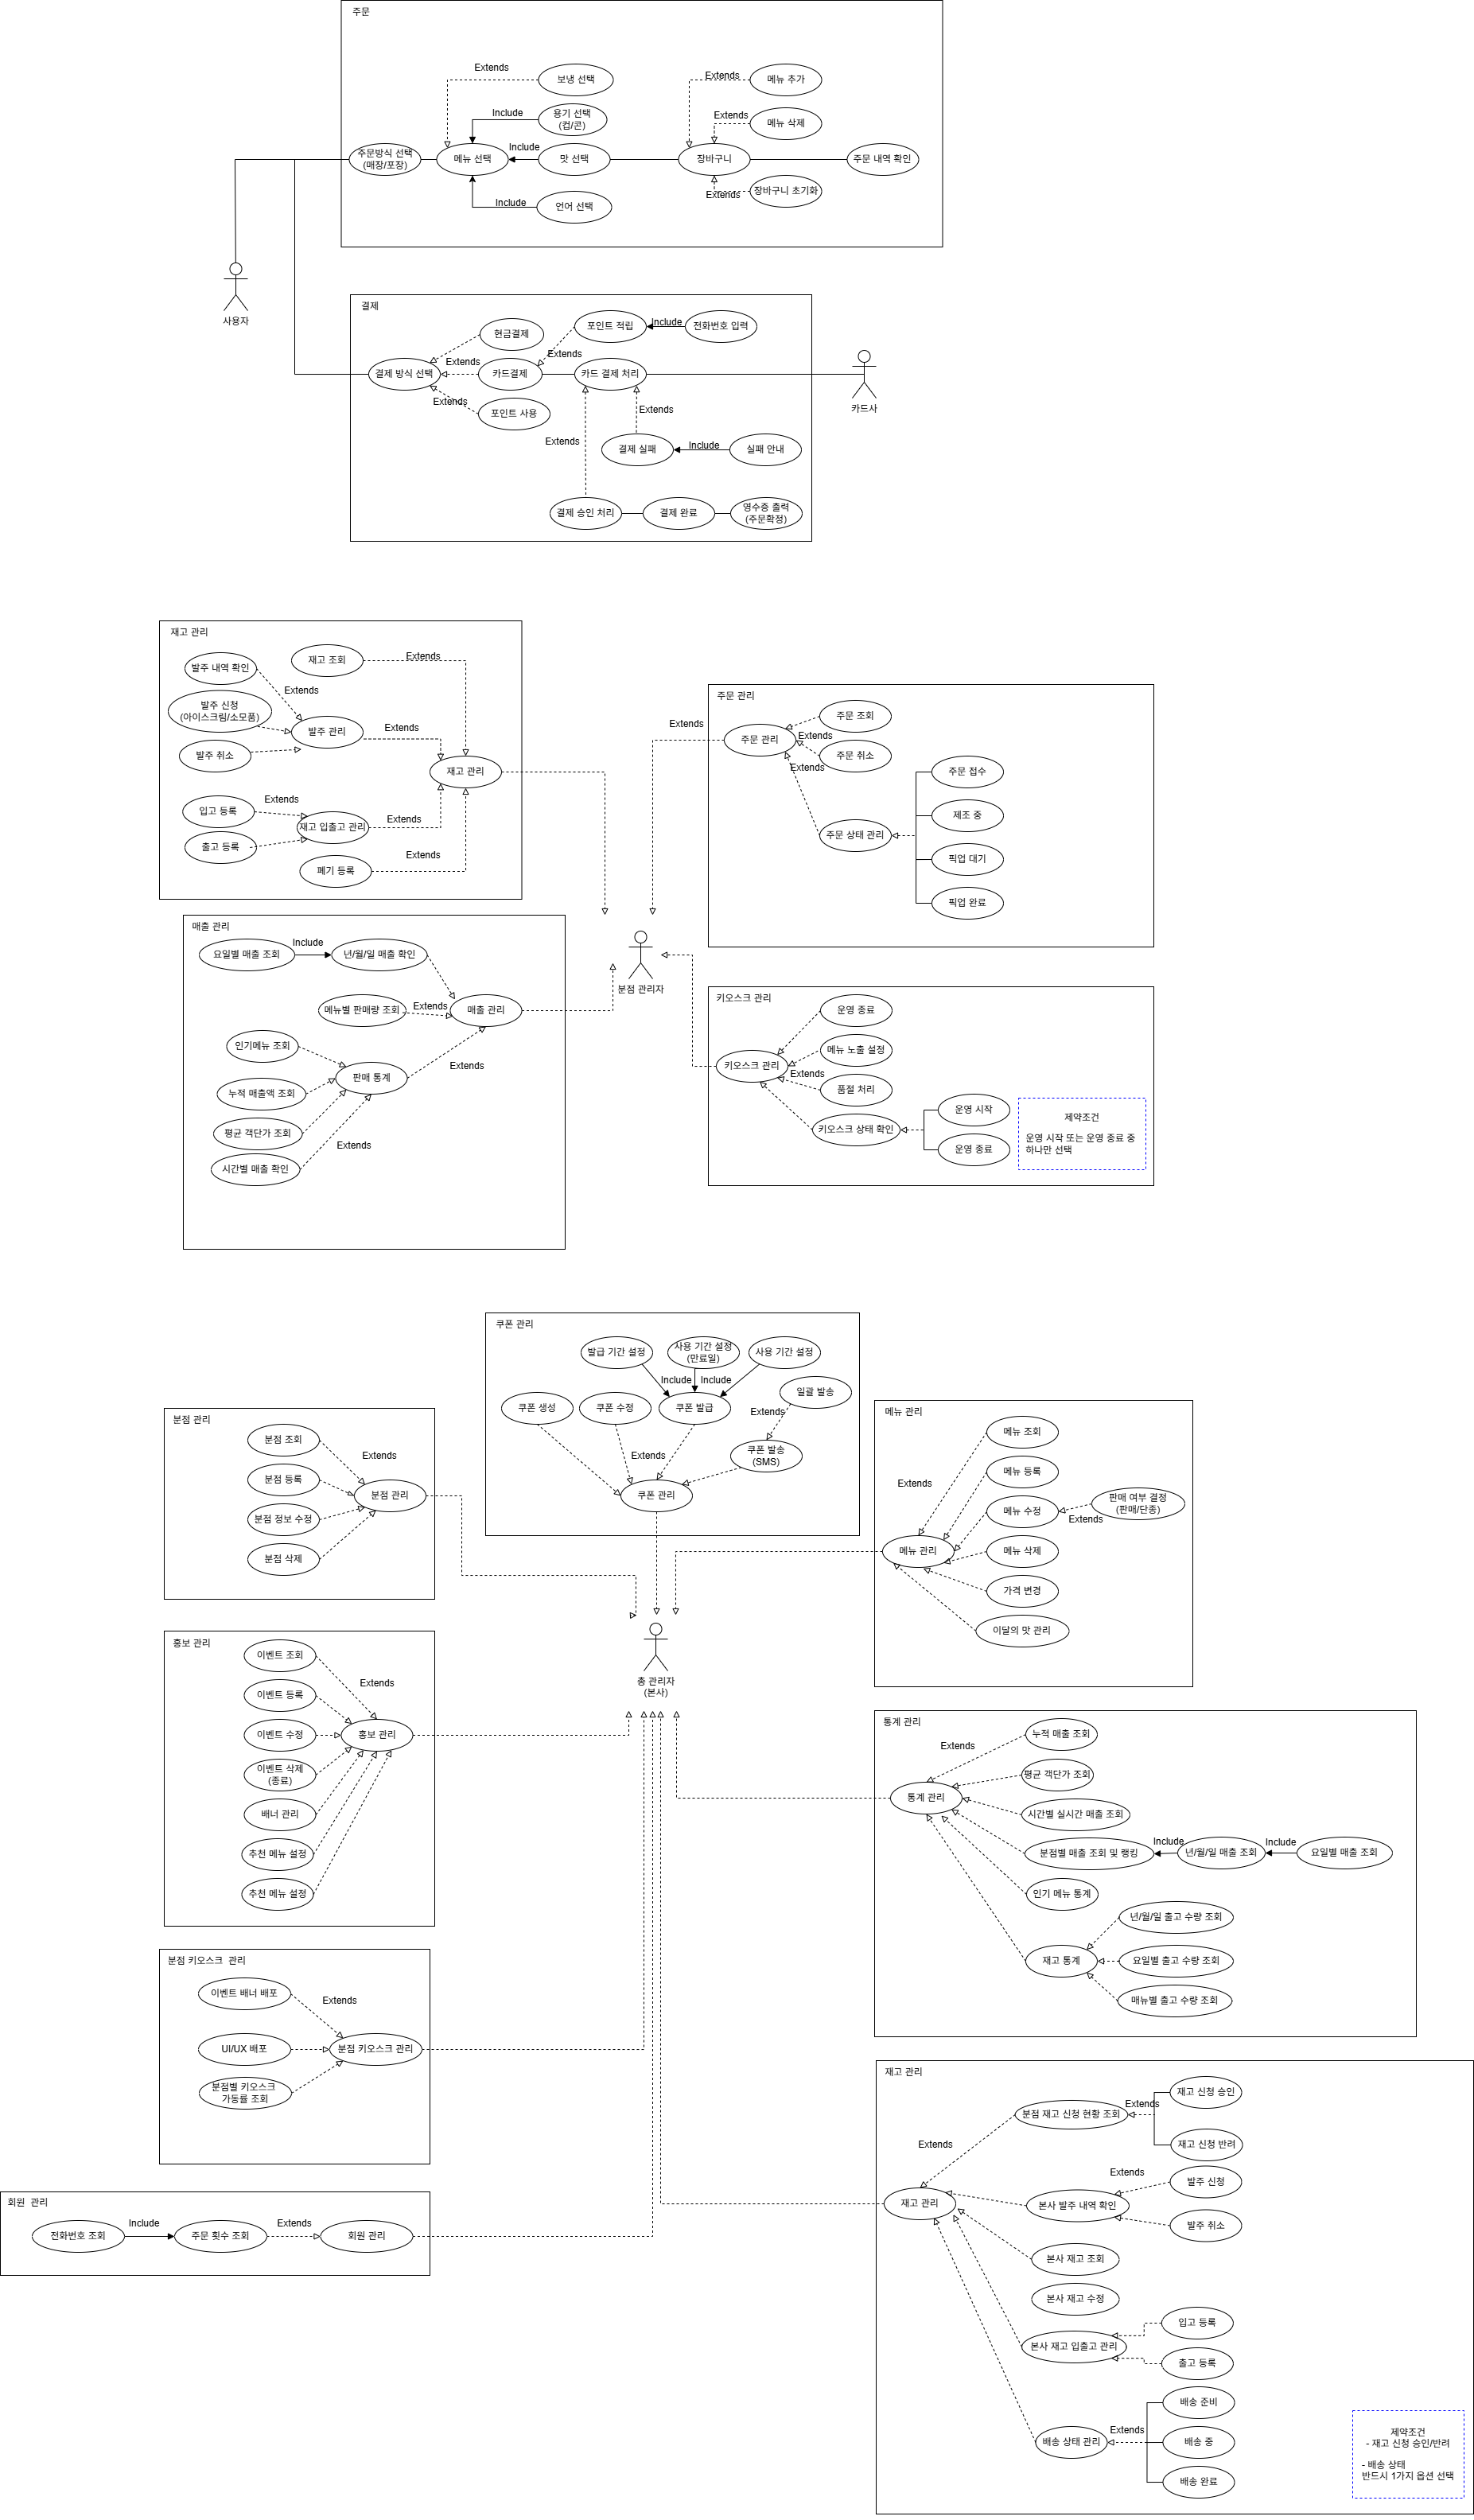 주문
Extends
보냉 선택
Include
용기 선택
(컵/콘)
주문방식 선택
(매장/포장)
메뉴 선택
Include
맛 선택
Include
언어 선택
Extends
메뉴 추가
Extends
메뉴 삭제
장바구니
주문 내역 확인
Extends
장바구니 초기화
사용자
결제
현금결제
포인트 적립
Include
전화번호 입력
결제 방식 선택
Extends
카드결제
Extends
카드 결제 처리
카드사
Extends
포인트 사용
Extends
Extends
결제 실패
Include
실패 안내
결제 승인 처리
결제 완료
영수증 출력
(주문확정)
재고 관리
재고 조회
Extends
발주 내역 확인
Extends
발주 신청
(아이스크림/소모품)
발주 관리
Extends
발주 취소
재고 관리
입고 등록
Extends
재고 입출고 관리
Extends
출고 등록
Extends
폐기 등록
주문 관리
Extends
주문 관리
주문 조회
Extends
주문 취소
Extends
주문 상태 관리
주문 접수
제조 중
픽업 대기
픽업 완료
매출 관리
요일별 매출 조회
Include
년/월/일 매출 확인
메뉴별 판매량 조회
Extends
매출 관리
인기메뉴 조회
판매 통계
Extends
누적 매출액 조회
평균 객단가 조회
Extends
시간별 매출 확인
분점 관리자
키오스크 관리
운영 종료
메뉴 노출 설정
키오스크 관리
Extends
품절 처리
키오스크 상태 확인
운영 시작
운영 종료
제약조건
운영 시작 또는 운영 종료 중
하나만 선택
쿠폰 관리
발급 기간 설정
사용 기간 설정
(만료일)
사용 기간 설정
Include
Include
쿠폰 생성
쿠폰 수정
쿠폰 발급
일괄 발송
Extends
Extends
쿠폰 발송
(SMS)
쿠폰 관리
분점 관리
분점 조회
Extends
분점 등록
분점 관리
분점 정보 수정
분점 삭제
메뉴 관리
메뉴 조회
Extends
메뉴 등록
메뉴 수정
판매 여부 결정
(판매/단종)
Extends
메뉴 관리
메뉴 삭제
가격 변경
이달의 맛 관리
총 관리자
(본사)
홍보 관리
이벤트 조회
Extends
이벤트 등록
이벤트 수정
홍보 관리
이벤트 삭제
(종료)
배너 관리
추천 메뉴 설정
추천 메뉴 설정
통계 관리
누적 매출 조회
Extends
평균 객단가 조회
통계 관리
시간별 실시간 매출 조회
분점별 매출 조회 및 랭킹
Include
년/월/일 매출 조회
Include
요일별 매출 조회
인기 메뉴 통계
년/월/일 출고 수량 조회
재고 통계
요일별 출고 수량 조회
매뉴별 출고 수량 조회
분점 키오스크  관리
이벤트 배너 배포
Extends
UI/UX 배포
분점 키오스크 관리
분점별 키오스크
가동률 조회
회원  관리
전화번호 조회
Include
주문 횟수 조회
Extends
회원 관리
재고 관리
재고 신청 승인
Extends
분점 재고 신청 현황 조회
Extends
재고 신청 반려
Extends
발주 신청
재고 관리
본사 발주 내역 확인
발주 취소
본사 재고 조회
본사 재고 수정
입고 등록
본사 재고 입출고 관리
출고 등록
배송 준비
배송 상태 관리
Extends
배송 중
배송 완료
제약조건
- 재고 신청 승인/반려
- 배송 상태
반드시 1가지 옵션 선택